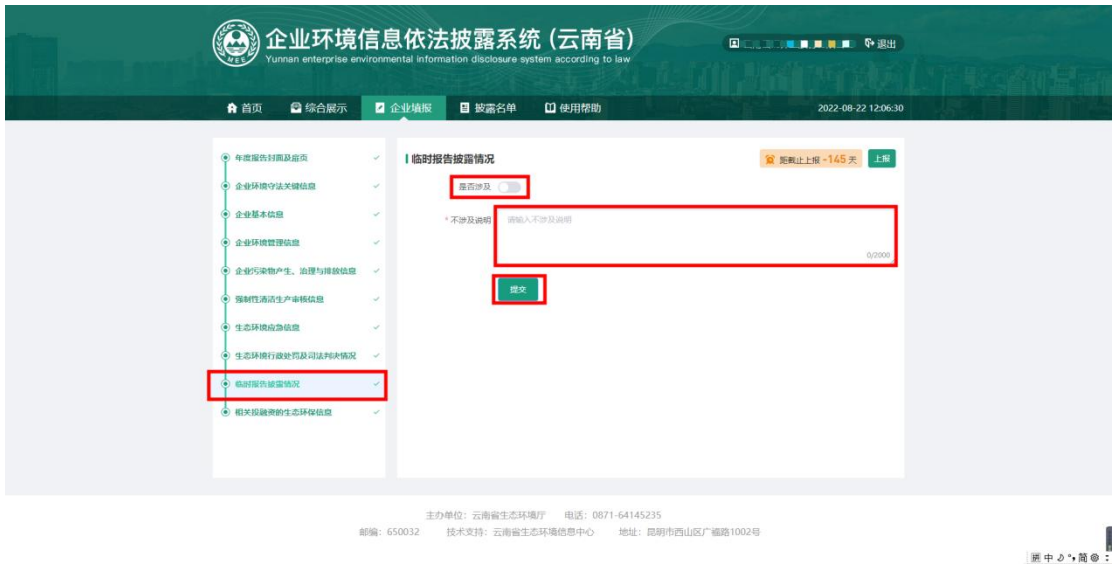 企业环境信息依法披露系统 (云南省)
Yunnan enterprise environmental information disclosure system according to law
MEE
退出
首页 综合展示 企业填报 披露名单 使用帮助 2022-08-22 12:06:30
年度报告封面及扉页
企业环境守法关键信息
企业基本信息
企业环境管理信息
企业污染物产生、治理与排放信息
强制性清洁生产审核信息
生态环境应急信息
生态环境行政处罚及司法判决情况
临时报告披露情况
相关投融资的生态环保信息
临时报告披露情况 距截止上报 -145 天 上报
是否涉及
* 不涉及说明 请输入不涉及说明
0/2000
提交
主办单位：云南省生态环境厅 电话：0871-64145235
邮编：650032 技术支持：云南省生态环境信息中心 地址：昆明市西山区广福路1002号
中 简